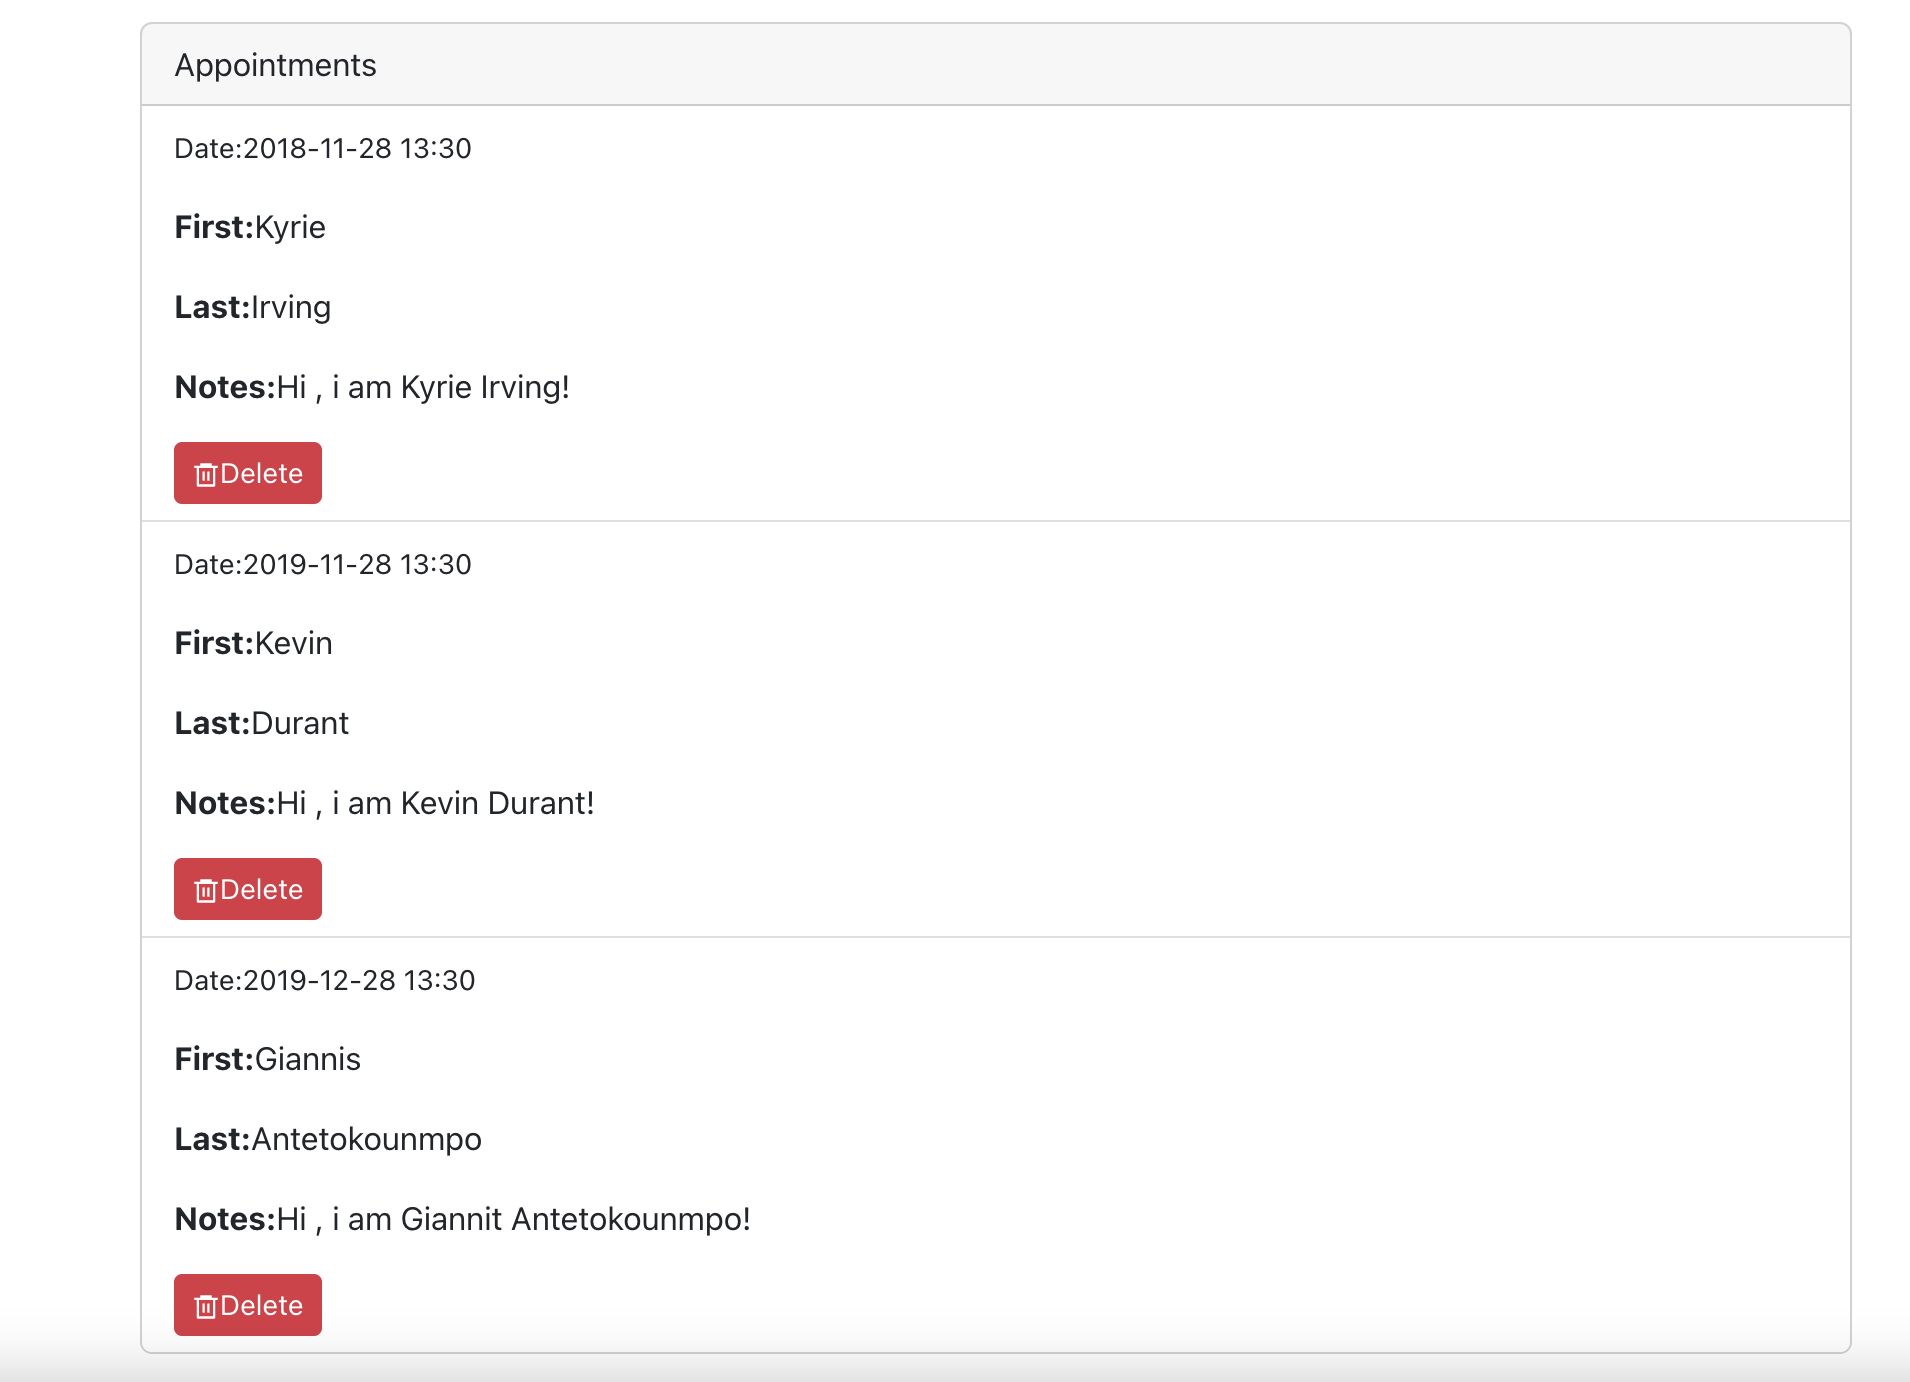 Appointments
Date:2018-11-28 13:30
First:Kyrie
Last:Irving
Notes:Hi , i am Kyrie Irving!
Delete
Date:2019-11-28 13:30
First:Kevin
Last:Durant
Notes:Hi , i am Kevin Durant!
Delete
Date:2019-12-28 13:30
First:Giannis
Last:Antetokounmpo
Notes:Hi , i am Giannit Antetokounmpo!
Delete